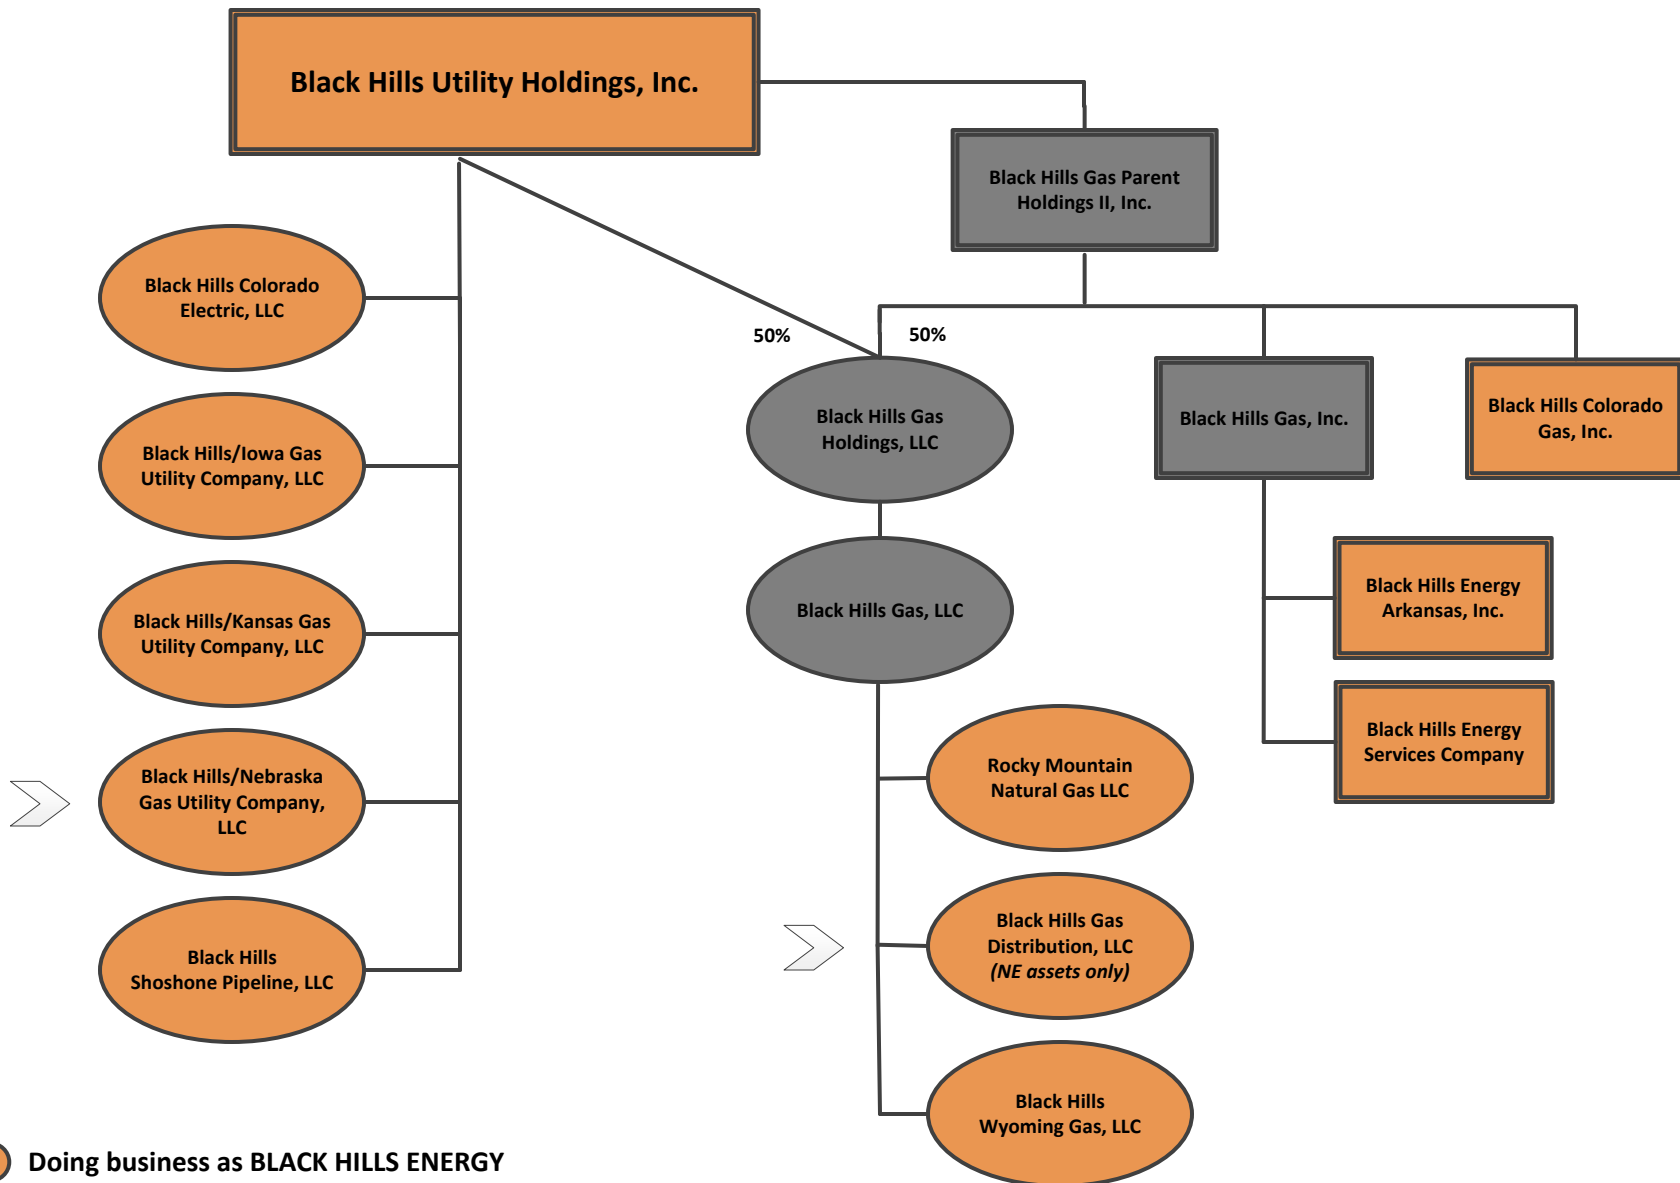 Black Hills Utility Holdings, Inc.
Black Hills Gas Parent
Holdings II, Inc.
Black Hills Colorado
Electric, LLC
50%
50%
Black Hills Gas
Holdings, LLC
Black Hills Gas, Inc.
Black Hills Colorado
Gas, Inc.
Black Hills/Iowa Gas
Utility Company, LLC
Black Hills/Kansas Gas
Utility Company, LLC
Black Hills Gas, LLC
Black Hills Energy
Arkansas, Inc.
Black Hills Energy
Services Company
Black Hills/Nebraska
Gas Utility Company,
LLC
Rocky Mountain
Natural Gas LLC
Black Hills
Shoshone Pipeline, LLC
Black Hills Gas
Distribution, LLC
(NE assets only)
Black Hills
Wyoming Gas, LLC
Doing business as BLACK HILLS ENERGY